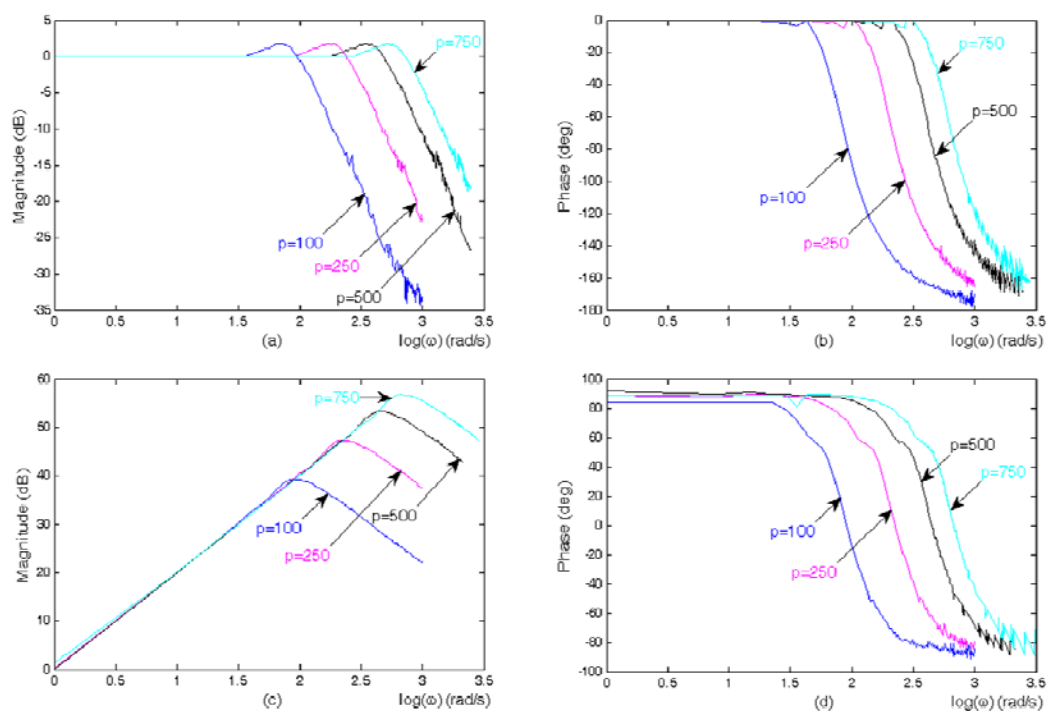 5
0
-5
-10
-15
-20
-25
-30
-35
Magnitude (dB)
p=750
p=100
p=250
p=500
0 0.5 1 1.5 2 2.5 3 3.5
(a) log(ω) (rad/s)
0
-20
-40
-60
-80
-100
-120
-140
-160
-180
Phase (deg)
p=750
p=500
p=100
p=250
0 0.5 1 1.5 2 2.5 3 3.5
(b) log(ω) (rad/s)
60
50
40
30
20
10
0
Magnitude (dB)
p=750
p=500
p=100
p=250
0 0.5 1 1.5 2 2.5 3 3.5
(c) log(ω) (rad/s)
100
80
60
40
20
0
-20
-40
-60
-80
-100
Phase (deg)
p=500
p=750
p=100
p=250
0 0.5 1 1.5 2 2.5 3 3.5
(d) log(ω) (rad/s)